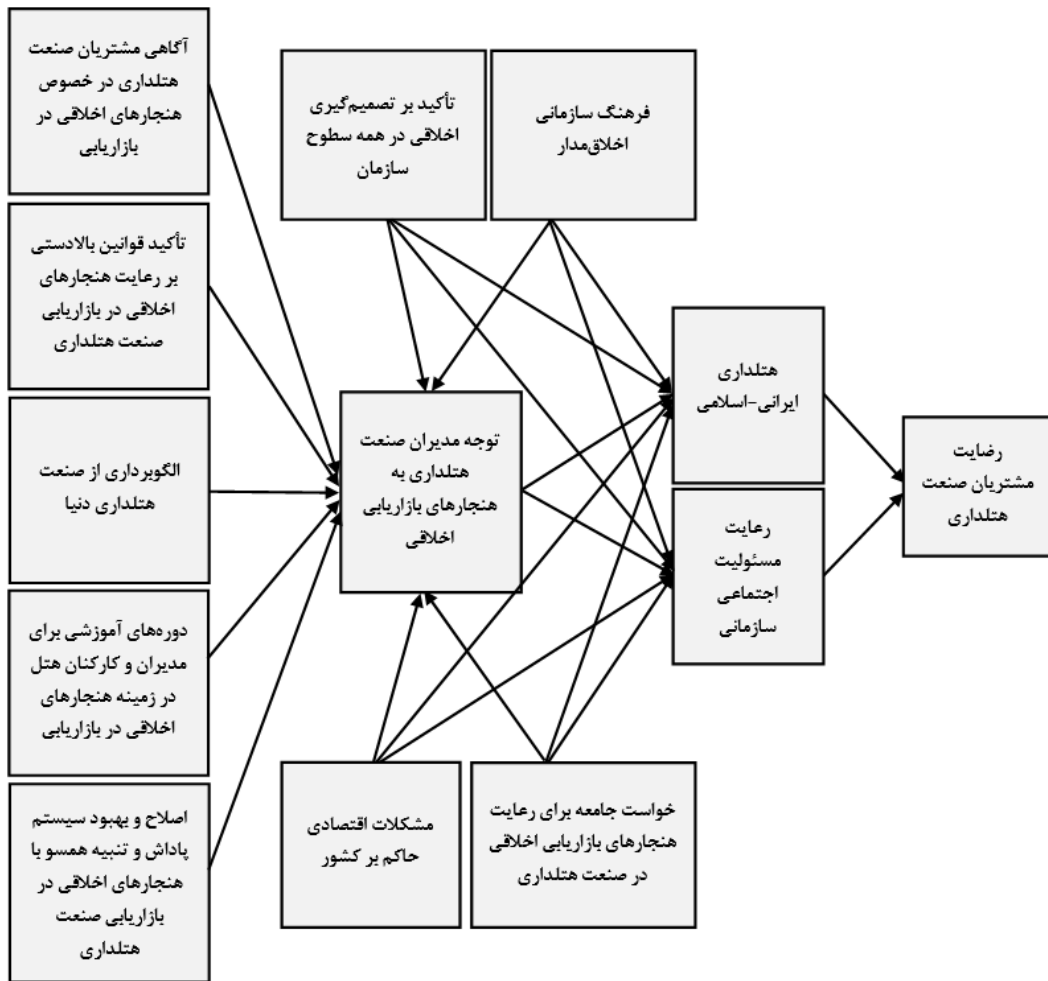 آگاهی مشتریان صنعت
هتلداری در خصوص
هنجارهای اخلاقی در
بازاریابی
تأکید قوانین بالادستی
بر رعایت هنجارهای
اخلاقی در بازاریابی
صنعت هتلداری
الگوبرداری از صنعت
هتلداری دنیا
دوره‌های آموزشی برای
مدیران و کارکنان هتل
در زمینه هنجارهای
اخلاقی در بازاریابی
اصلاح و بهبود سیستم
پاداش و تنبیه همسو با
هنجارهای اخلاقی در
بازاریابی صنعت
هتلداری
تأکید بر تصمیم‌گیری
اخلاقی در همه سطوح
سازمان
فرهنگ سازمانی
اخلاق‌مدار
توجه مدیران صنعت
هتلداری به
هنجارهای بازاریابی
اخلاقی
مشکلات اقتصادی
حاکم بر کشور
خواست جامعه برای رعایت
هنجارهای بازاریابی اخلاقی
در صنعت هتلداری
هتلداری
ایرانی-اسلامی
رعایت
مسئولیت
اجتماعی
سازمانی
رضایت
مشتریان صنعت
هتلداری